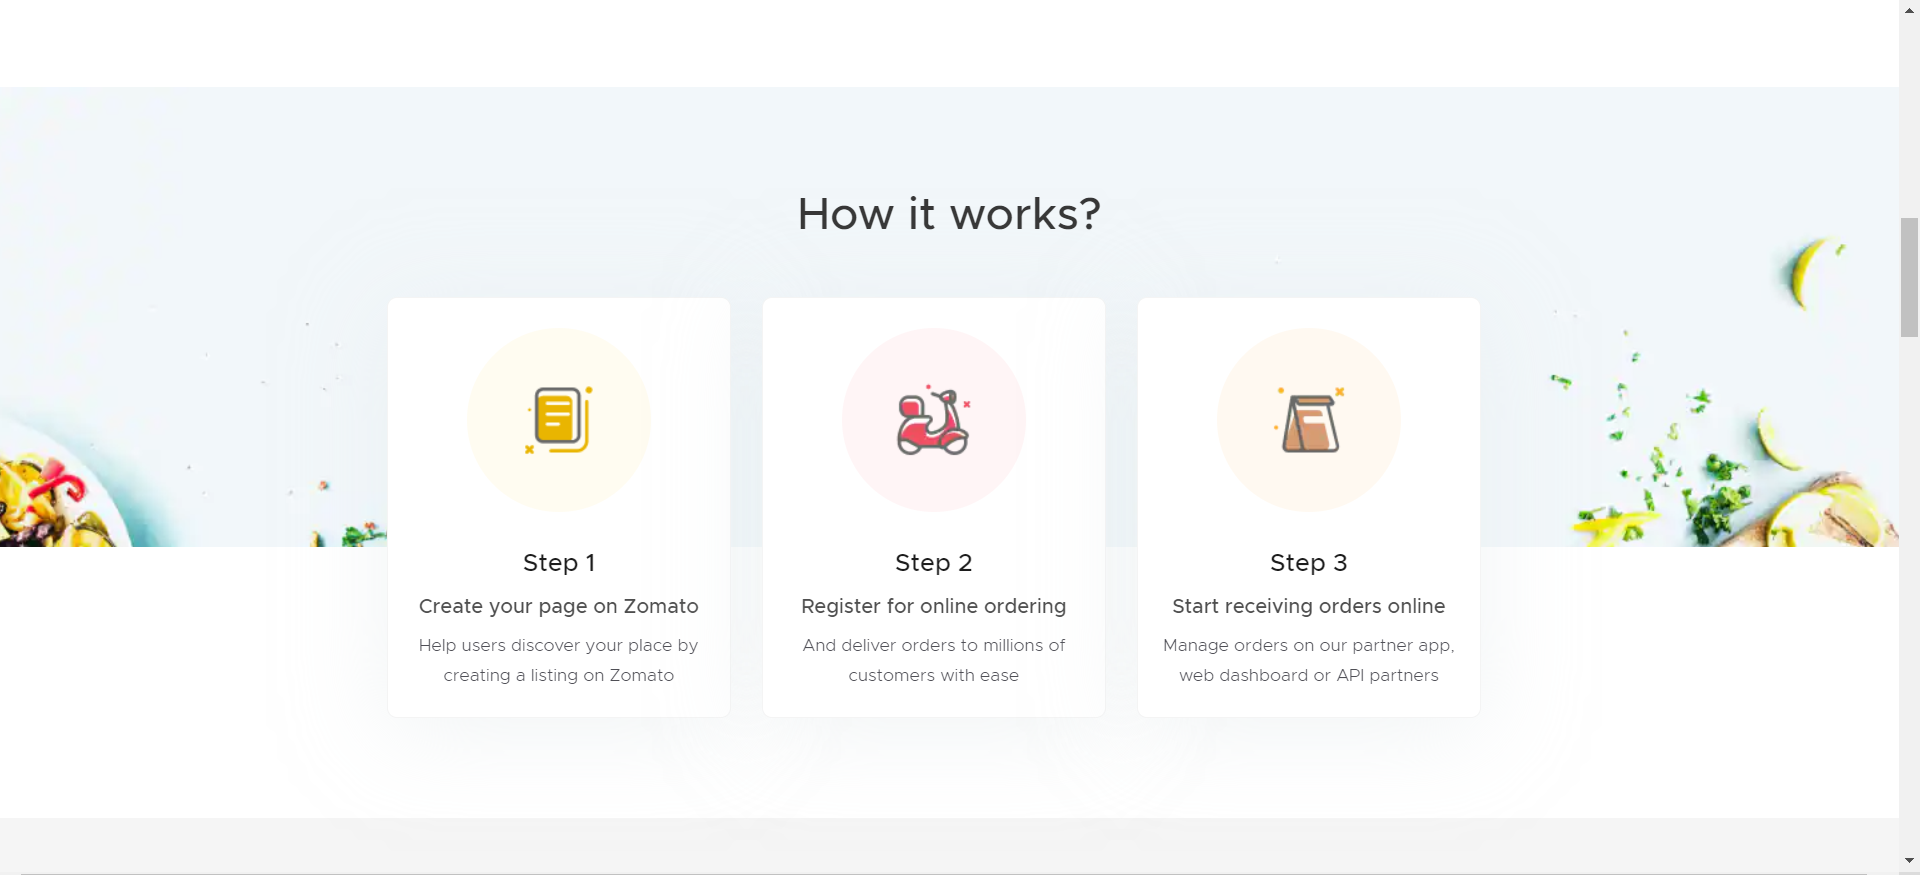 How it works?
Step 1
Create your page on Zomato
Help users discover your place by
creating a listing on Zomato
Step 2
Register for online ordering
And deliver orders to millions of
customers with ease
Step 3
Start receiving orders online
Manage orders on our partner app,
web dashboard or API partners